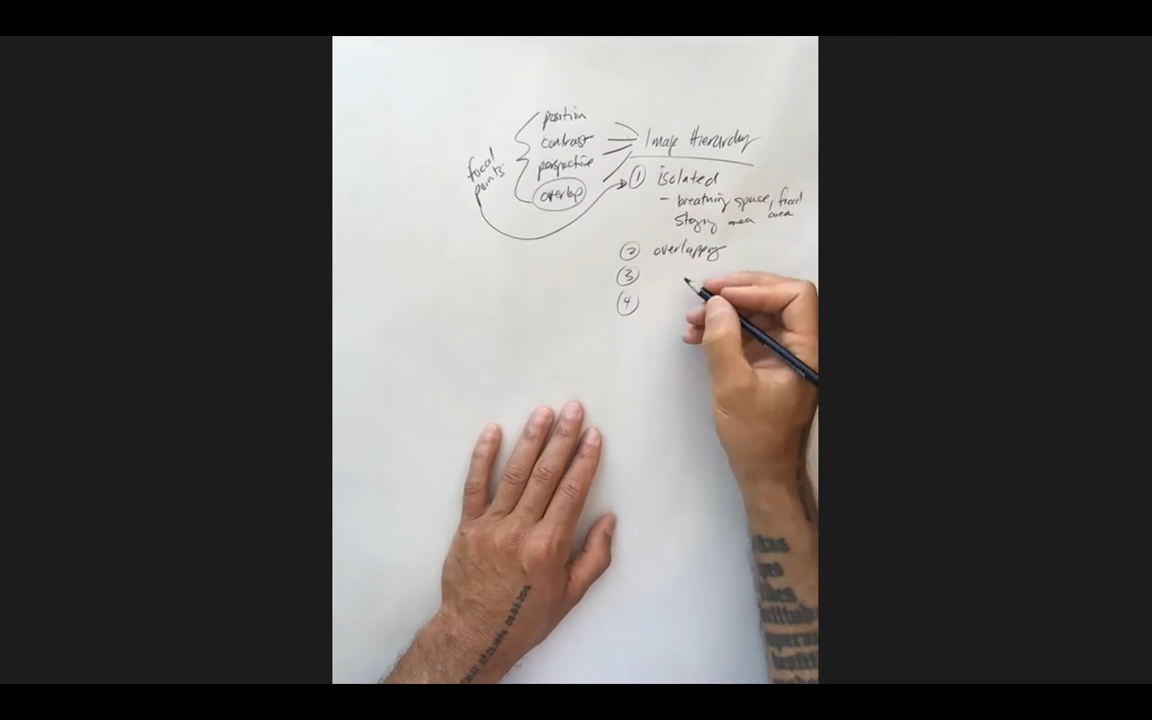 position
contrast
perspective
overlap
focal
points
Image Hierarchy
① isolated
- breathing space, focal
staging area area
② overlapping
③
④